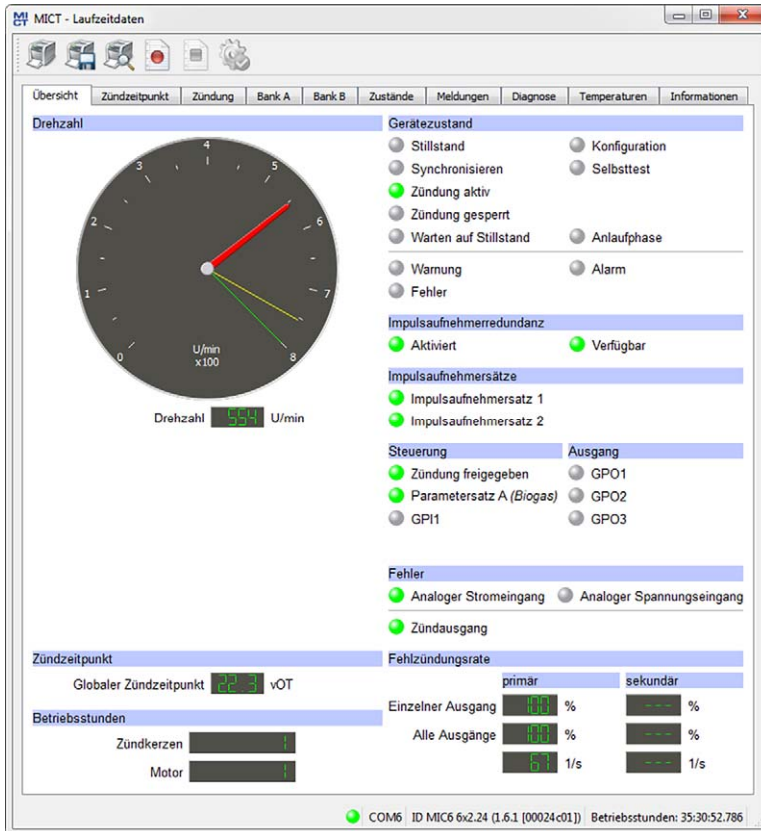 MICT - Laufzeitdaten
Übersicht Zündzeitpunkt Zündung Bank A Bank B Zustände Meldungen Diagnose Temperaturen Informationen
Drehzahl
0 1 2 3 4 5 6 7 8
U/min
x100
Drehzahl 554 U/min
Zündzeitpunkt
Globaler Zündzeitpunkt 22.3 vOT
Betriebsstunden
Zündkerzen 1
Motor 1
Gerätezustand
Stillstand Konfiguration
Synchronisieren Selbsttest
Zündung aktiv
Zündung gesperrt
Warten auf Stillstand Anlaufphase
Warnung Alarm
Fehler
Impulsaufnehmerredundanz
Aktiviert Verfügbar
Impulsaufnehmersätze
Impulsaufnehmersatz 1
Impulsaufnehmersatz 2
Steuerung Ausgang
Zündung freigegeben GPO1
Parametersatz A (Biogas) GPO2
GPI1 GPO3
Fehler
Analoger Stromeingang Analoger Spannungseingang
Zündausgang
Fehlzündungsrate
primär sekundär
Einzelner Ausgang 100 % --- %
Alle Ausgänge 100 % --- %
67 1/s --- 1/s
COM6 ID MIC6 6x2.24 (1.6.1 [00024c01]) Betriebsstunden: 35:30:52.786